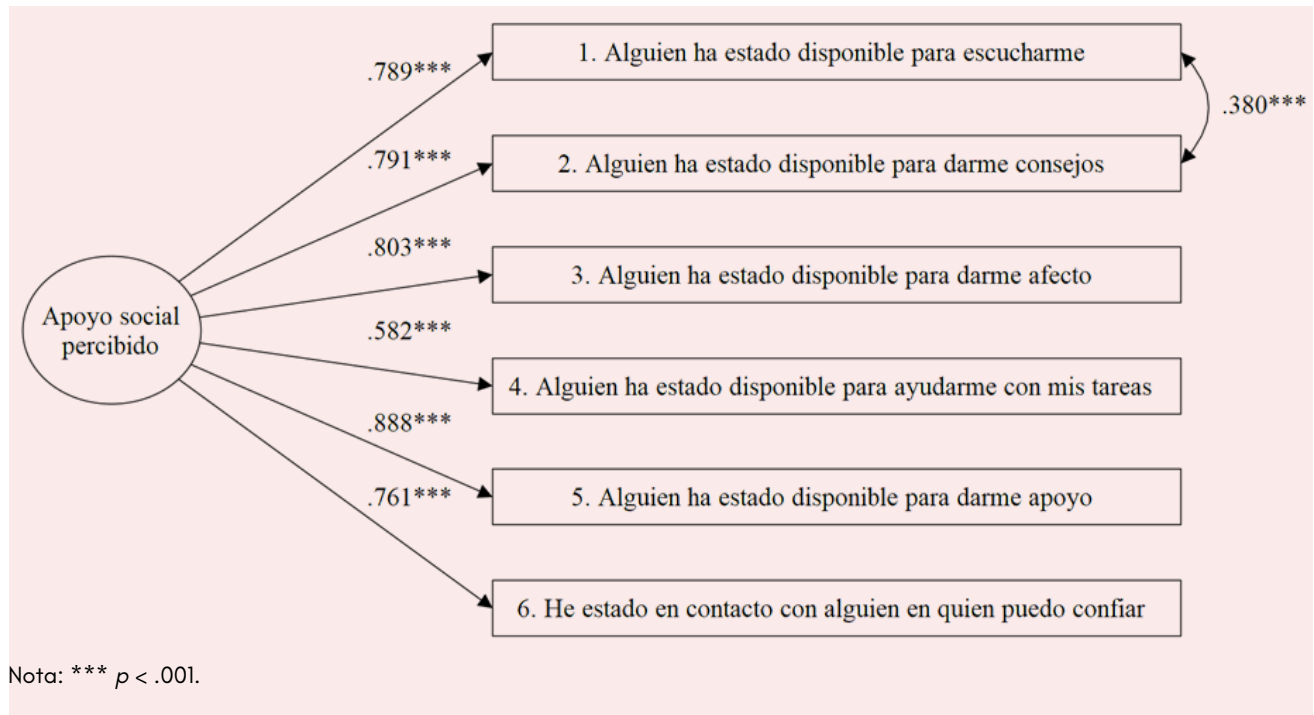 .789***
1. Alguien ha estado disponible para escucharme
.380***
.791***
2. Alguien ha estado disponible para darme consejos
.803***
3. Alguien ha estado disponible para darme afecto
Apoyo social
percibido
.582***
4. Alguien ha estado disponible para ayudarme con mis tareas
.888***
5. Alguien ha estado disponible para darme apoyo
.761***
6. He estado en contacto con alguien en quien puedo confiar
Nota: *** p < .001.